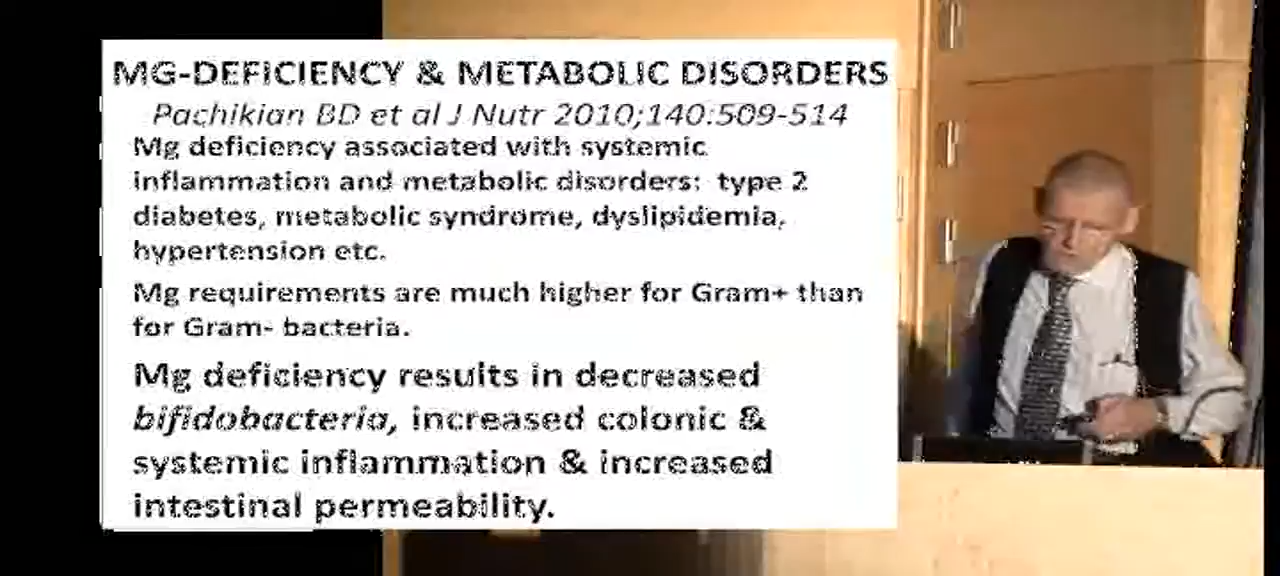 MG-DEFICIENCY & METABOLIC DISORDERS
Pachikian BD et al J Nutr 2010;140:509-514
Mg deficiency associated with systemic
inflammation and metabolic disorders: type 2
diabetes, metabolic syndrome, dyslipidemia,
hypertension etc.
Mg requirements are much higher for Gram+ than
for Gram- bacteria.
Mg deficiency results in decreased
bifidobacteria, increased colonic &
systemic inflammation & increased
intestinal permeability.